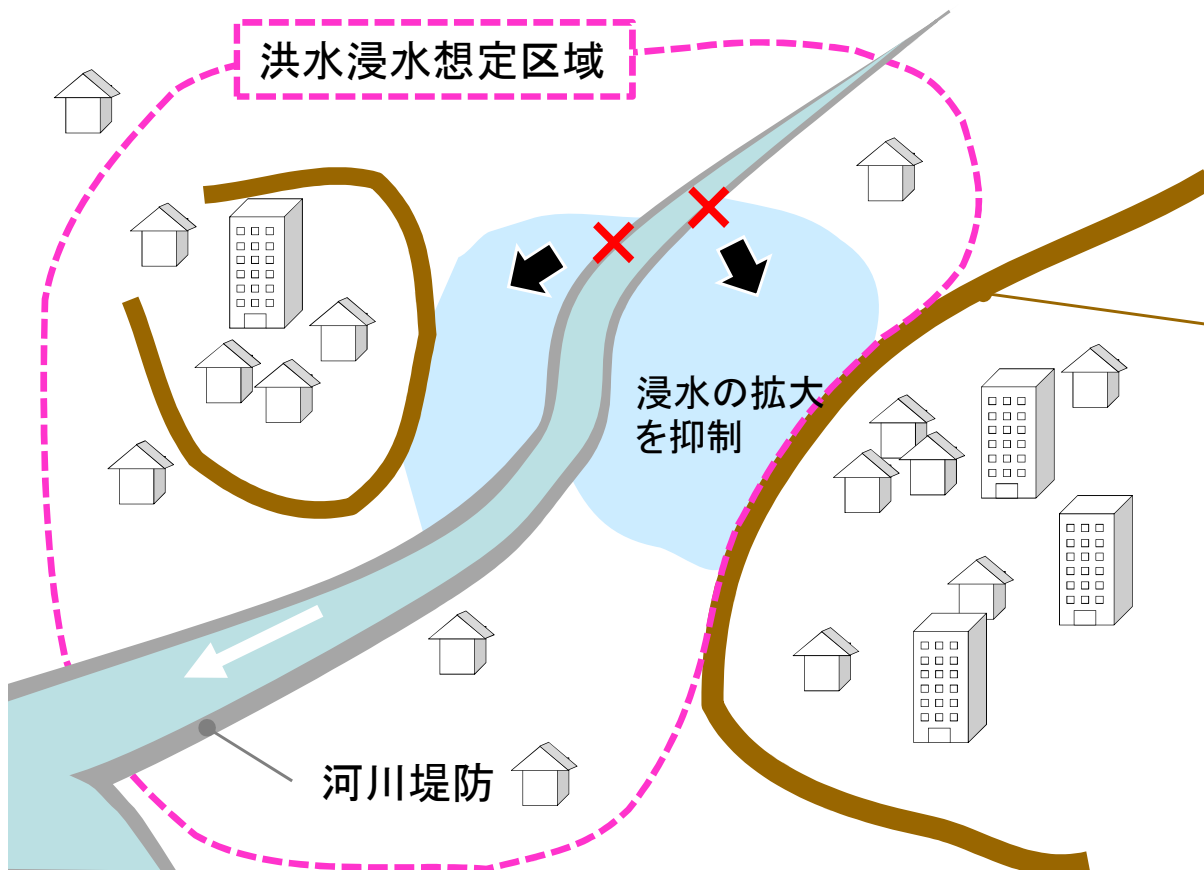 洪水浸水想定区域
浸水の拡大
を抑制
河川堤防